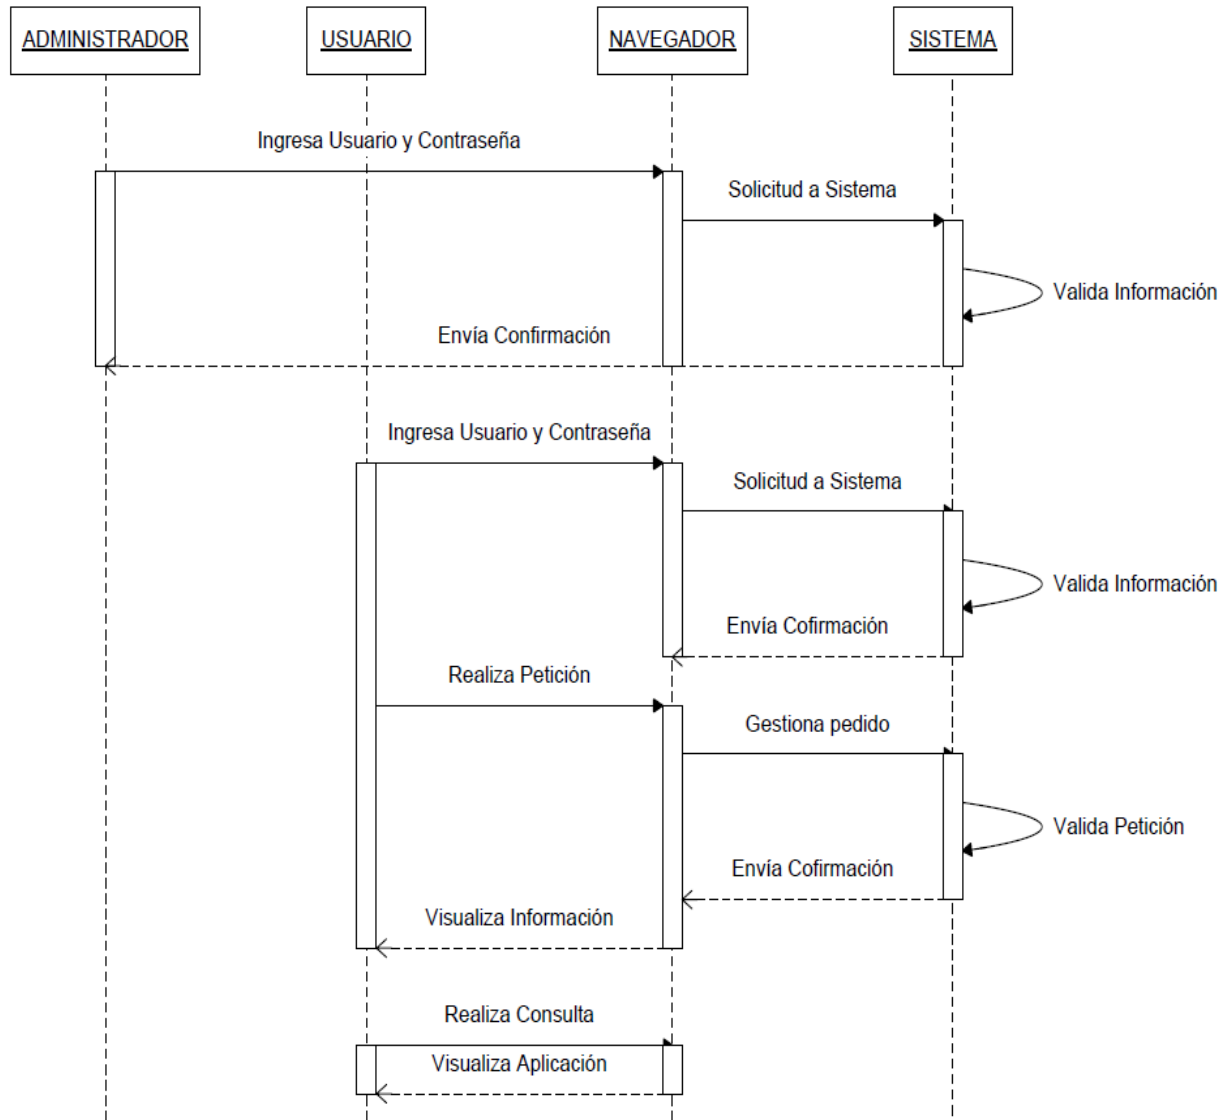 ADMINISTRADOR
USUARIO
NAVEGADOR
SISTEMA
Ingresa Usuario y Contraseña
Solicitud a Sistema
Valida Información
Envía Confirmación
Ingresa Usuario y Contraseña
Solicitud a Sistema
Valida Información
Envía Cofirmación
Realiza Petición
Gestiona pedido
Valida Petición
Envía Cofirmación
Visualiza Información
Realiza Consulta
Visualiza Aplicación